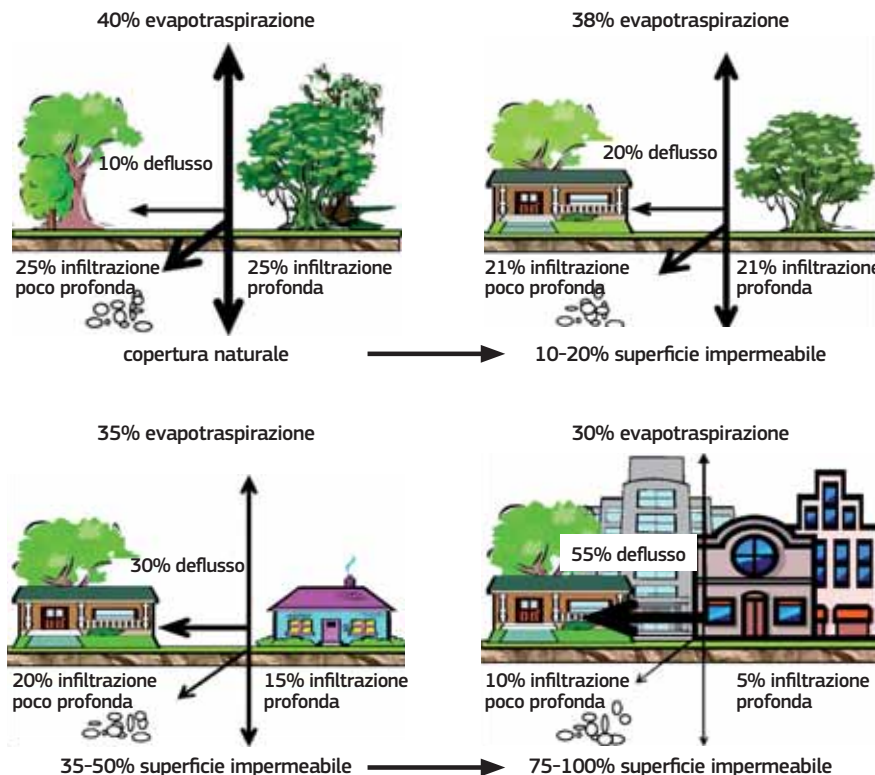 40% evapotraspirazione
10% deflusso
25% infiltrazione
poco profonda
25% infiltrazione
profonda
copertura naturale
38% evapotraspirazione
20% deflusso
21% infiltrazione
poco profonda
21% infiltrazione
profonda
10-20% superficie impermeabile
35% evapotraspirazione
30% deflusso
20% infiltrazione
poco profonda
15% infiltrazione
profonda
35-50% superficie impermeabile
30% evapotraspirazione
55% deflusso
10% infiltrazione
poco profonda
5% infiltrazione
profonda
75-100% superficie impermeabile